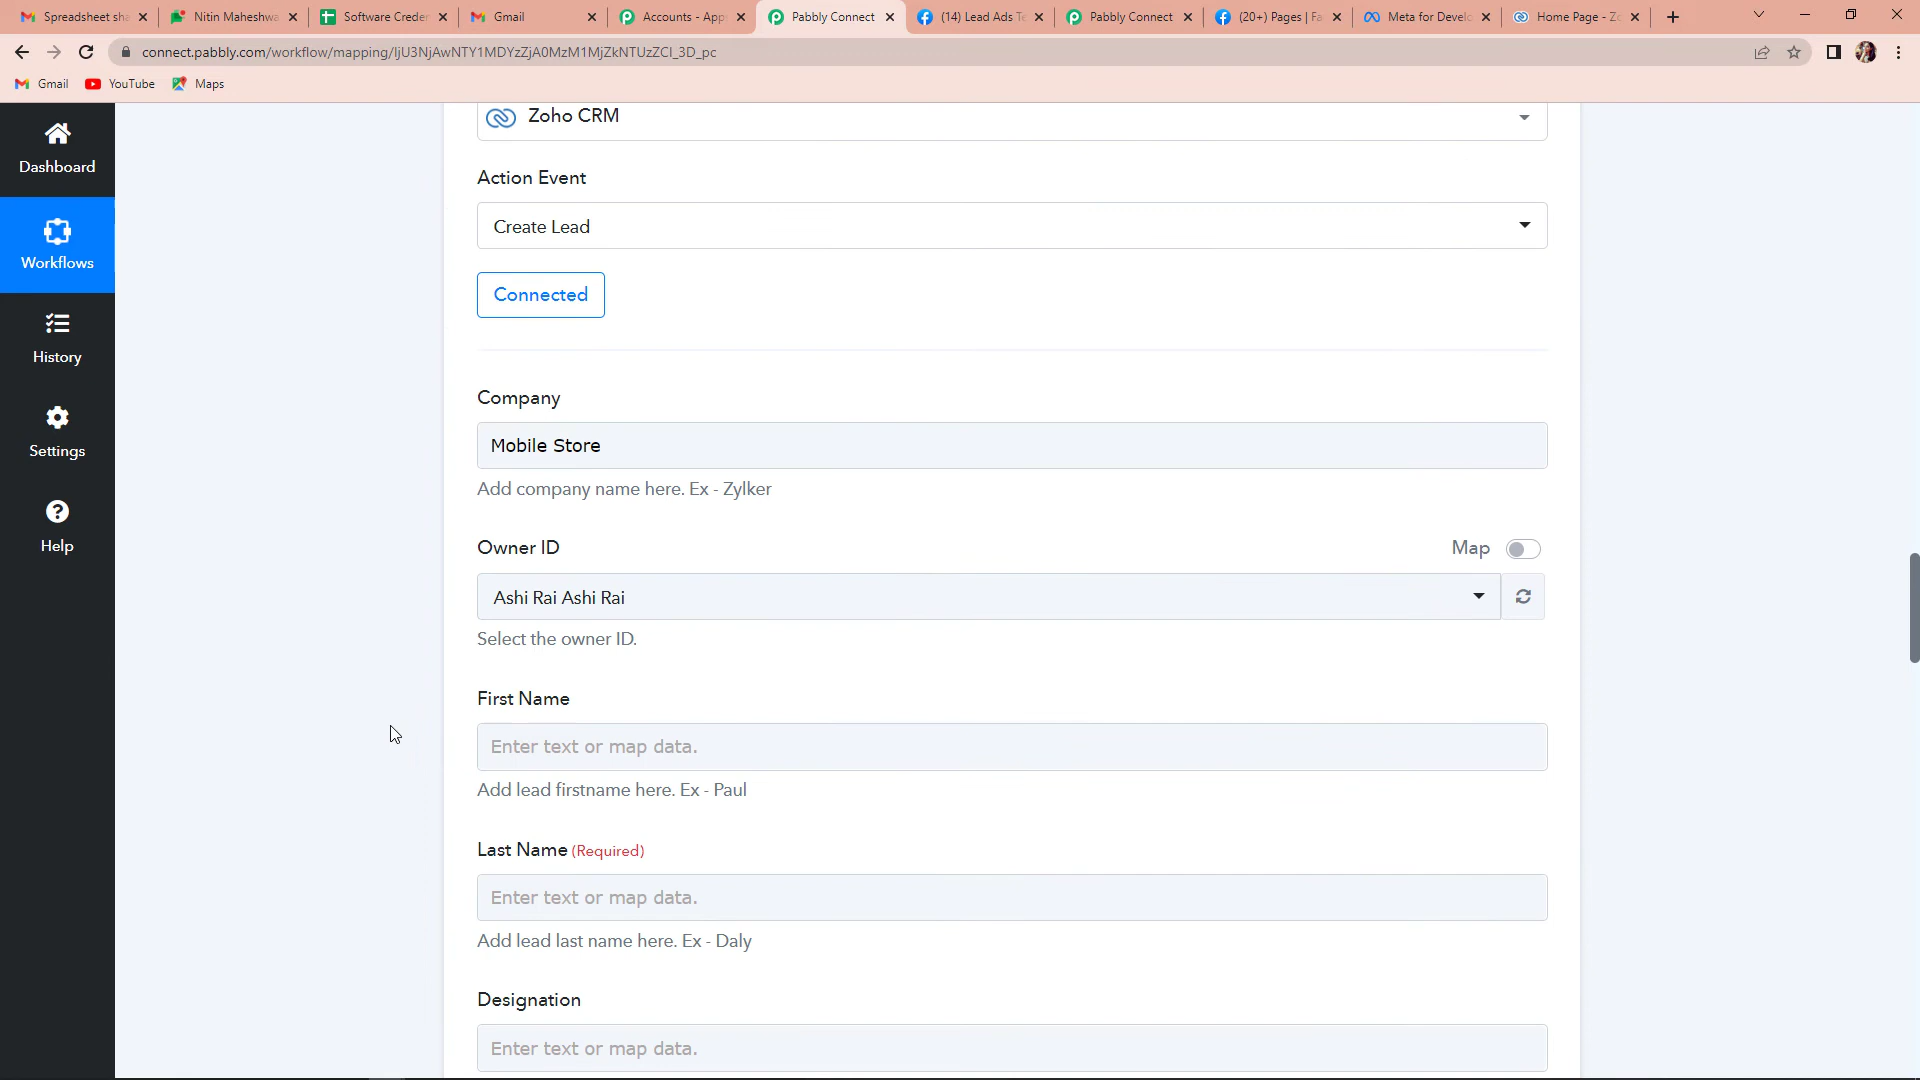 Spreadsheet sha
Nitin Maheshwa
Software Creder
Gmail
Accounts - App
Pabbly Connect
(14) Lead Ads Te
Pabbly Connect
(20+) Pages | Fa
Meta for Develo
Home Page - Zo
connect.pabbly.com/workflow/mapping/IjU3NjAwNTY1MDYzZjA0MzM1MjZkNTUzZCI_3D_pc
Gmail
YouTube
Maps
Dashboard
Workflows
History
Settings
Help
Zoho CRM
Action Event
Create Lead
Connected
Company
Mobile Store
Add company name here. Ex - Zylker
Owner ID
Map
Ashi Rai Ashi Rai
Select the owner ID.
First Name
Enter text or map data.
Add lead firstname here. Ex - Paul
Last Name (Required)
Enter text or map data.
Add lead last name here. Ex - Daly
Designation
Enter text or map data.